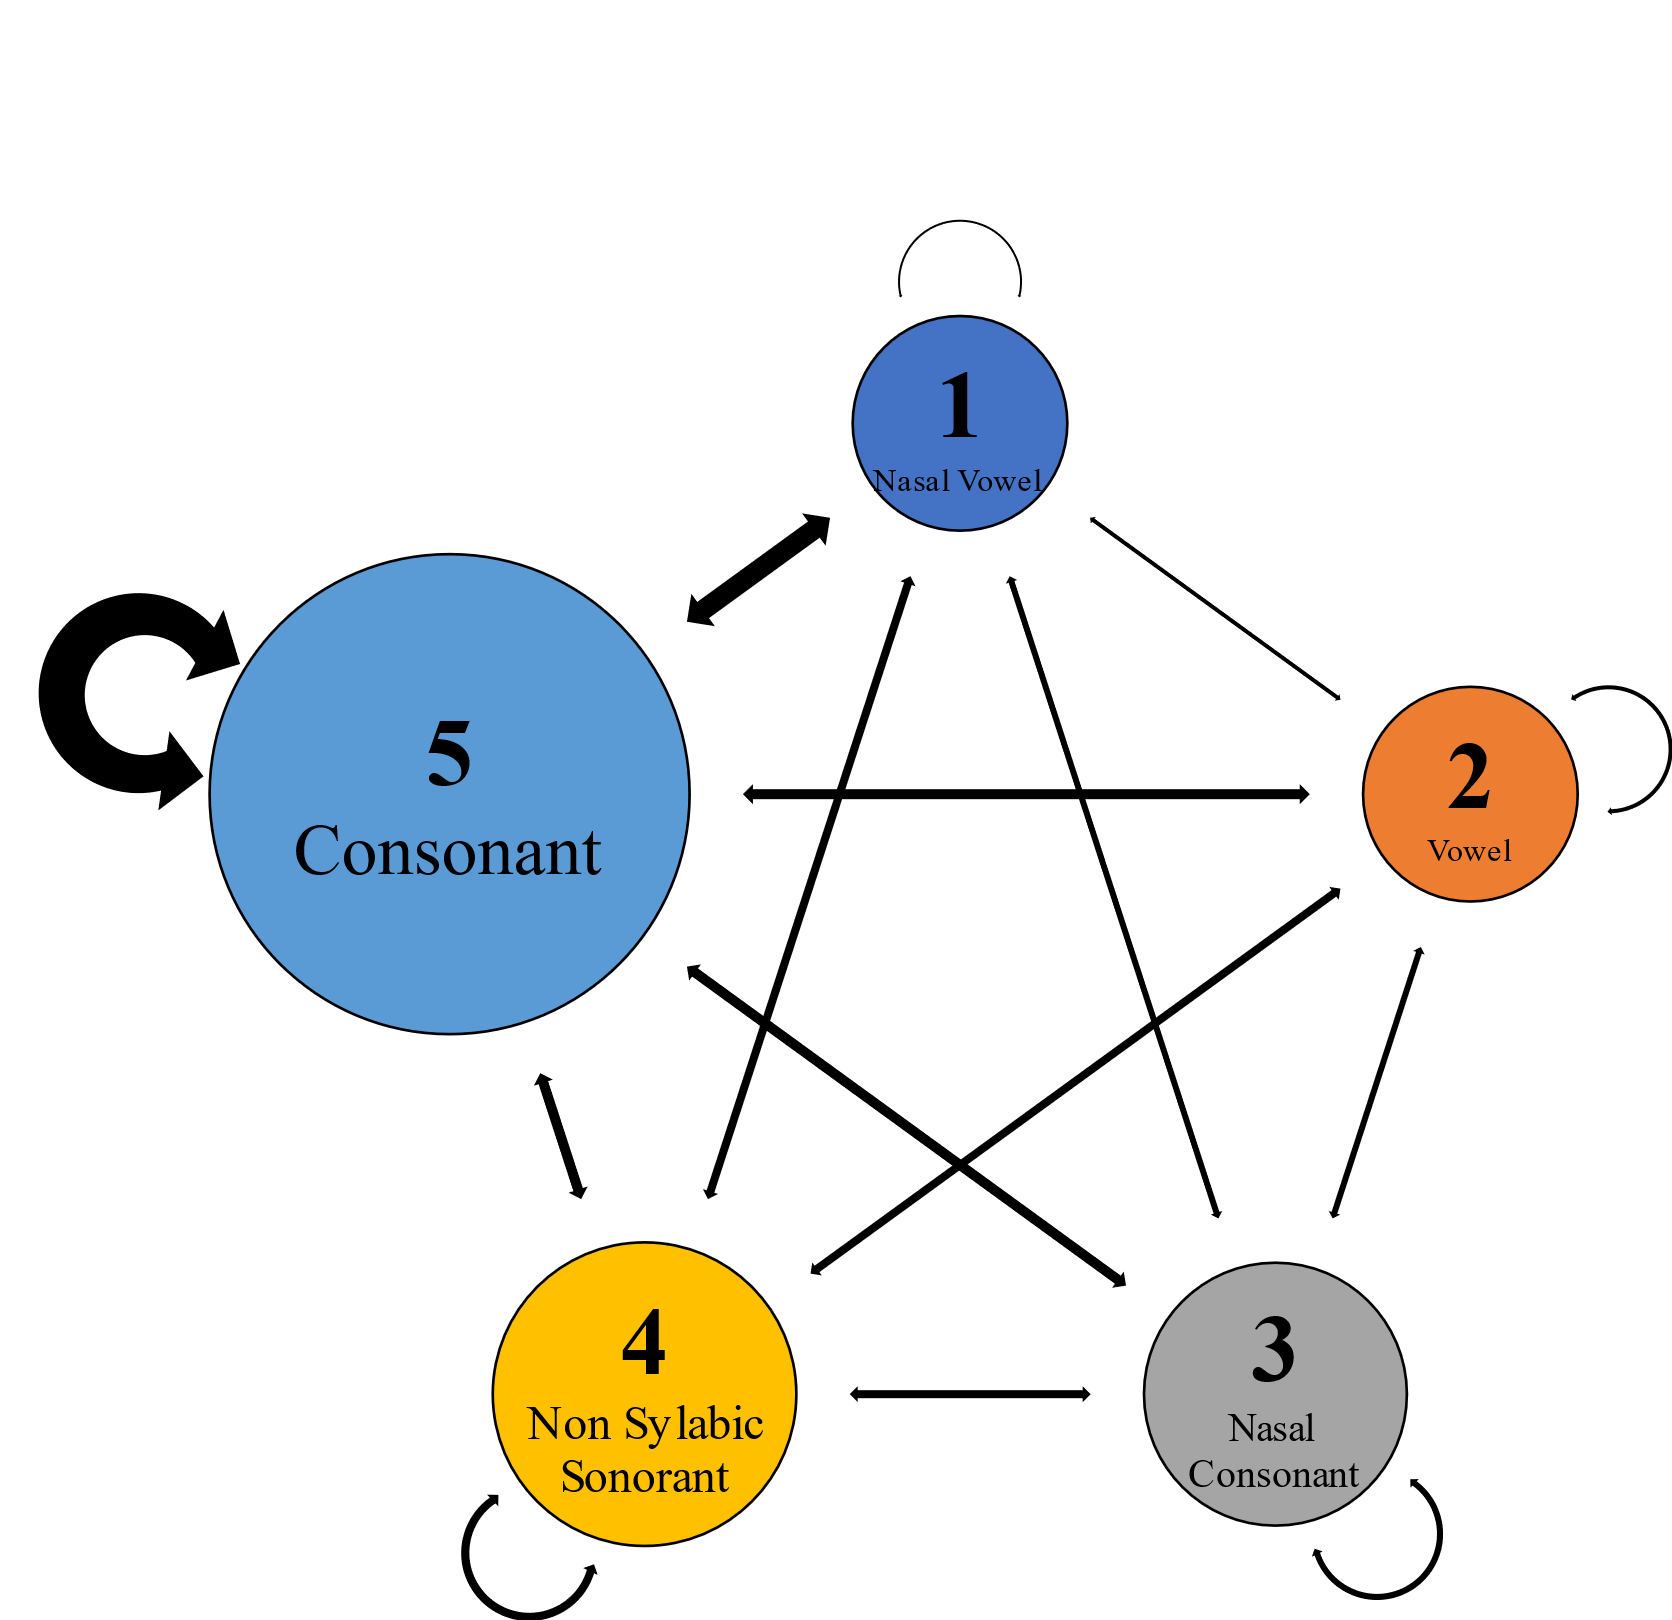 1
Nasal Vowel
5
Consonant
2
Vowel
4
Non Sylabic
Sonorant
3
Nasal
Consonant